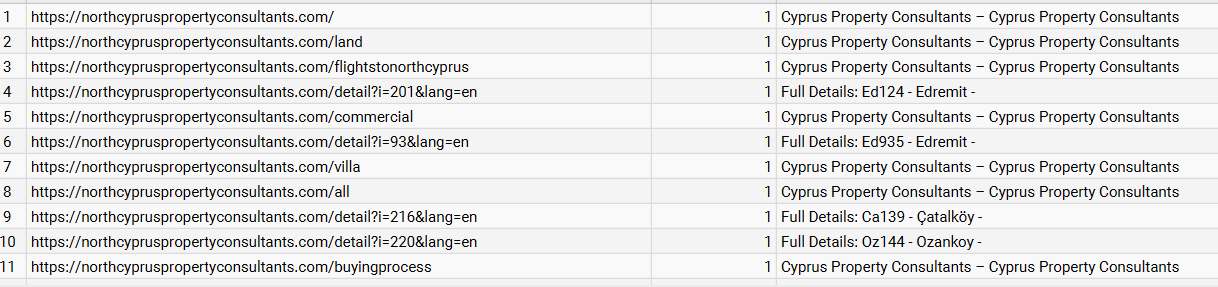 1 https://northcypruspropertyconsultants.com/ 1 Cyprus Property Consultants – Cyprus Property Consultants
2 https://northcypruspropertyconsultants.com/land 1 Cyprus Property Consultants – Cyprus Property Consultants
3 https://northcypruspropertyconsultants.com/flightstonorthcyprus 1 Cyprus Property Consultants – Cyprus Property Consultants
4 https://northcypruspropertyconsultants.com/detail?i=201&lang=en 1 Full Details: Ed124 - Edremit -
5 https://northcypruspropertyconsultants.com/commercial 1 Cyprus Property Consultants – Cyprus Property Consultants
6 https://northcypruspropertyconsultants.com/detail?i=93&lang=en 1 Full Details: Ed935 - Edremit -
7 https://northcypruspropertyconsultants.com/villa 1 Cyprus Property Consultants – Cyprus Property Consultants
8 https://northcypruspropertyconsultants.com/all 1 Cyprus Property Consultants – Cyprus Property Consultants
9 https://northcypruspropertyconsultants.com/detail?i=216&lang=en 1 Full Details: Ca139 - Çatalköy -
10 https://northcypruspropertyconsultants.com/detail?i=220&lang=en 1 Full Details: Oz144 - Ozankoy -
11 https://northcypruspropertyconsultants.com/buyingprocess 1 Cyprus Property Consultants – Cyprus Property Consultants